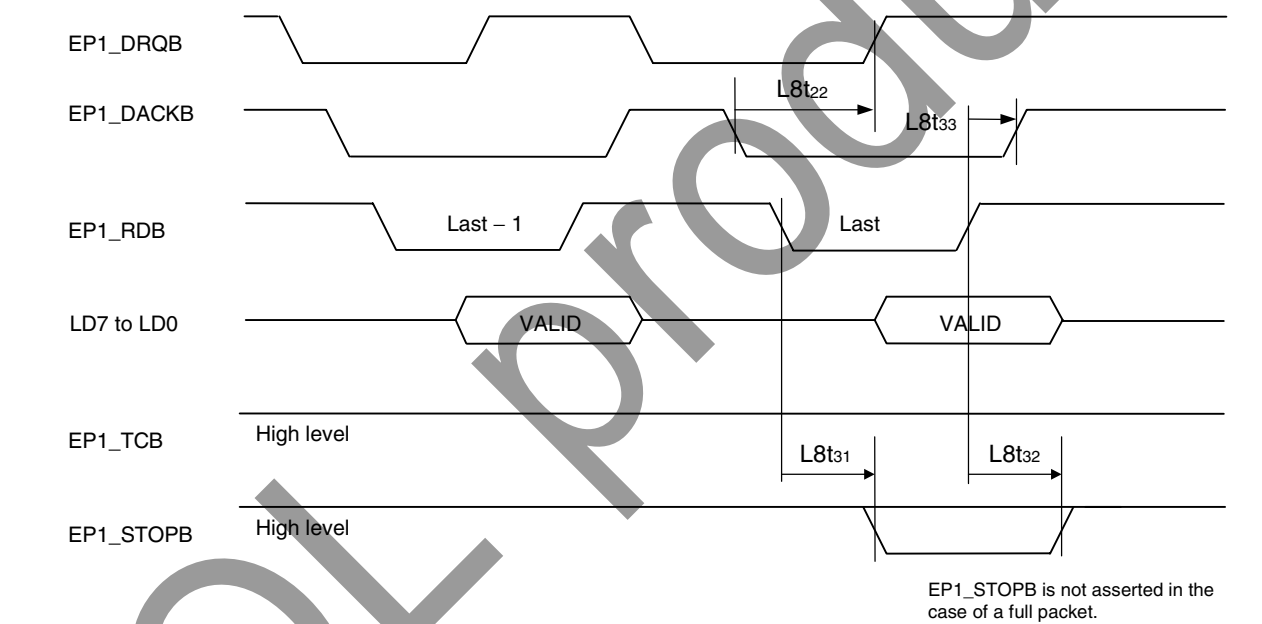 EP1_DRQB
L8t22
EP1_DACKB
L8t33
EP1_RDB
Last – 1
Last
LD7 to LD0
VALID
VALID
EP1_TCB
High level
L8t31
L8t32
EP1_STOPB
High level
EP1_STOPB is not asserted in the
case of a full packet.